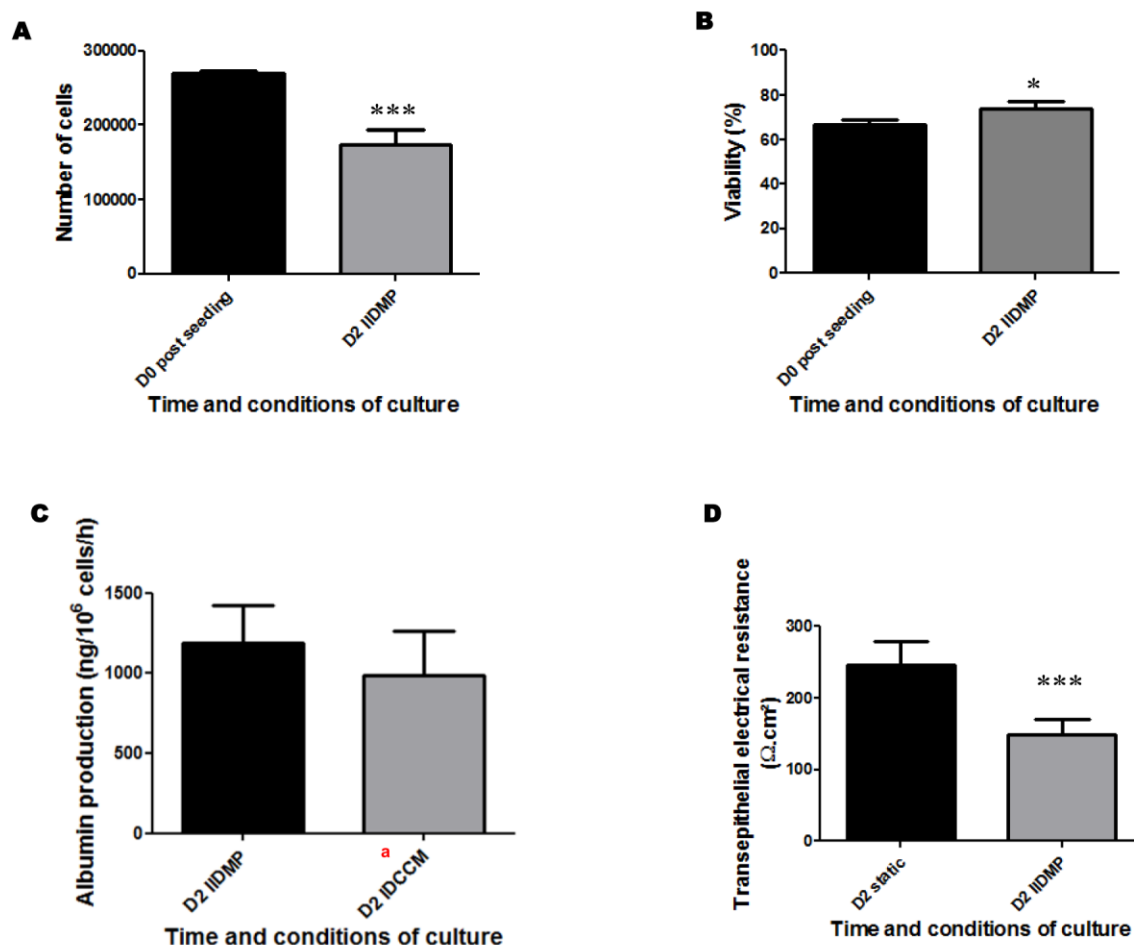 A
300000
200000
100000
0
Number of cells
***
D0 post seeding
D2 IIDMP
Time and conditions of culture
B
100
80
60
40
20
0
Viability (%)
*
D0 post seeding
D2 IIDMP
Time and conditions of culture
C
1500
1000
500
0
Albumin production (ng/10⁶ cells/h)
D2 IIDMP
a
D2 IDCCM
Time and conditions of culture
D
300
200
100
0
Transepithelial electrical resistance
(Ω.cm²)
***
D2 static
D2 IIDMP
Time and conditions of culture